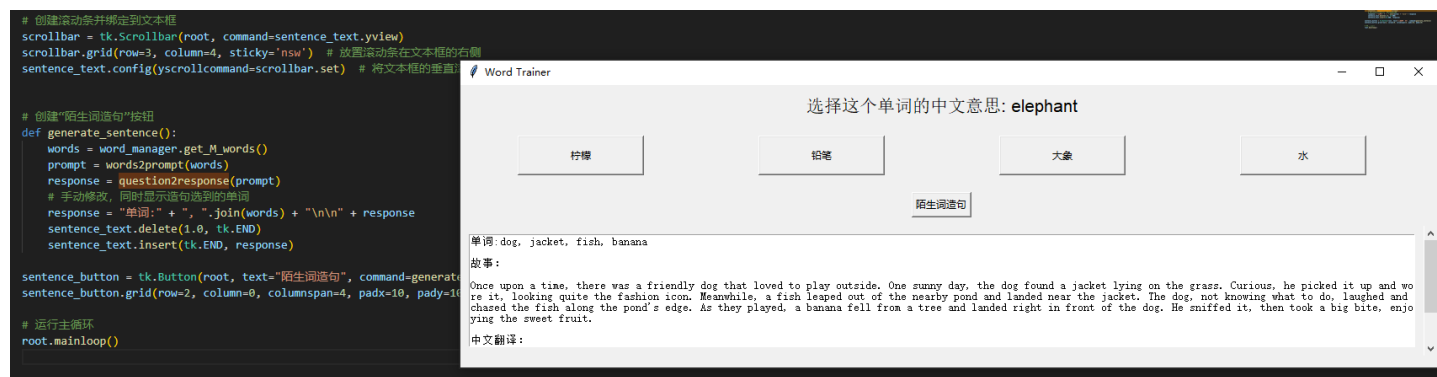 # 创建滚动条并绑定到文本框
scrollbar = tk.Scrollbar(root, command=sentence_text.yview)
scrollbar.grid(row=3, column=4, sticky='nsw')  # 放置滚动条在文本框的右侧
sentence_text.config(yscrollcommand=scrollbar.set)  # 将文本框的垂直
# 创建"陌生词造句"按钮
def generate_sentence():
    words = word_manager.get_M_words()
    prompt = words2prompt(words)
    response = question2response(prompt)
    # 手动修改，同时显示造句选到的单词
    response = "单词:" + ", ".join(words) + "\n\n" + response
    sentence_text.delete(1.0, tk.END)
    sentence_text.insert(tk.END, response)
sentence_button = tk.Button(root, text="陌生词造句", command=generate
sentence_button.grid(row=2, column=0, columnspan=4, padx=10, pady=10
# 运行主循环
root.mainloop()
Word Trainer
选择这个单词的中文意思: elephant
柠檬 铅笔 大象 水
陌生词造句
单词:dog, jacket, fish, banana
故事：
Once upon a time, there was a friendly dog that loved to play outside. One sunny day, the dog found a jacket lying on the grass. Curious, he picked it up and wo
re it, looking quite the fashion icon. Meanwhile, a fish leaped out of the nearby pond and landed near the jacket. The dog, not knowing what to do, laughed and
chased the fish along the pond's edge. As they played, a banana fell from a tree and landed right in front of the dog. He sniffed it, then took a big bite, enjo
ying the sweet fruit.
中文翻译：